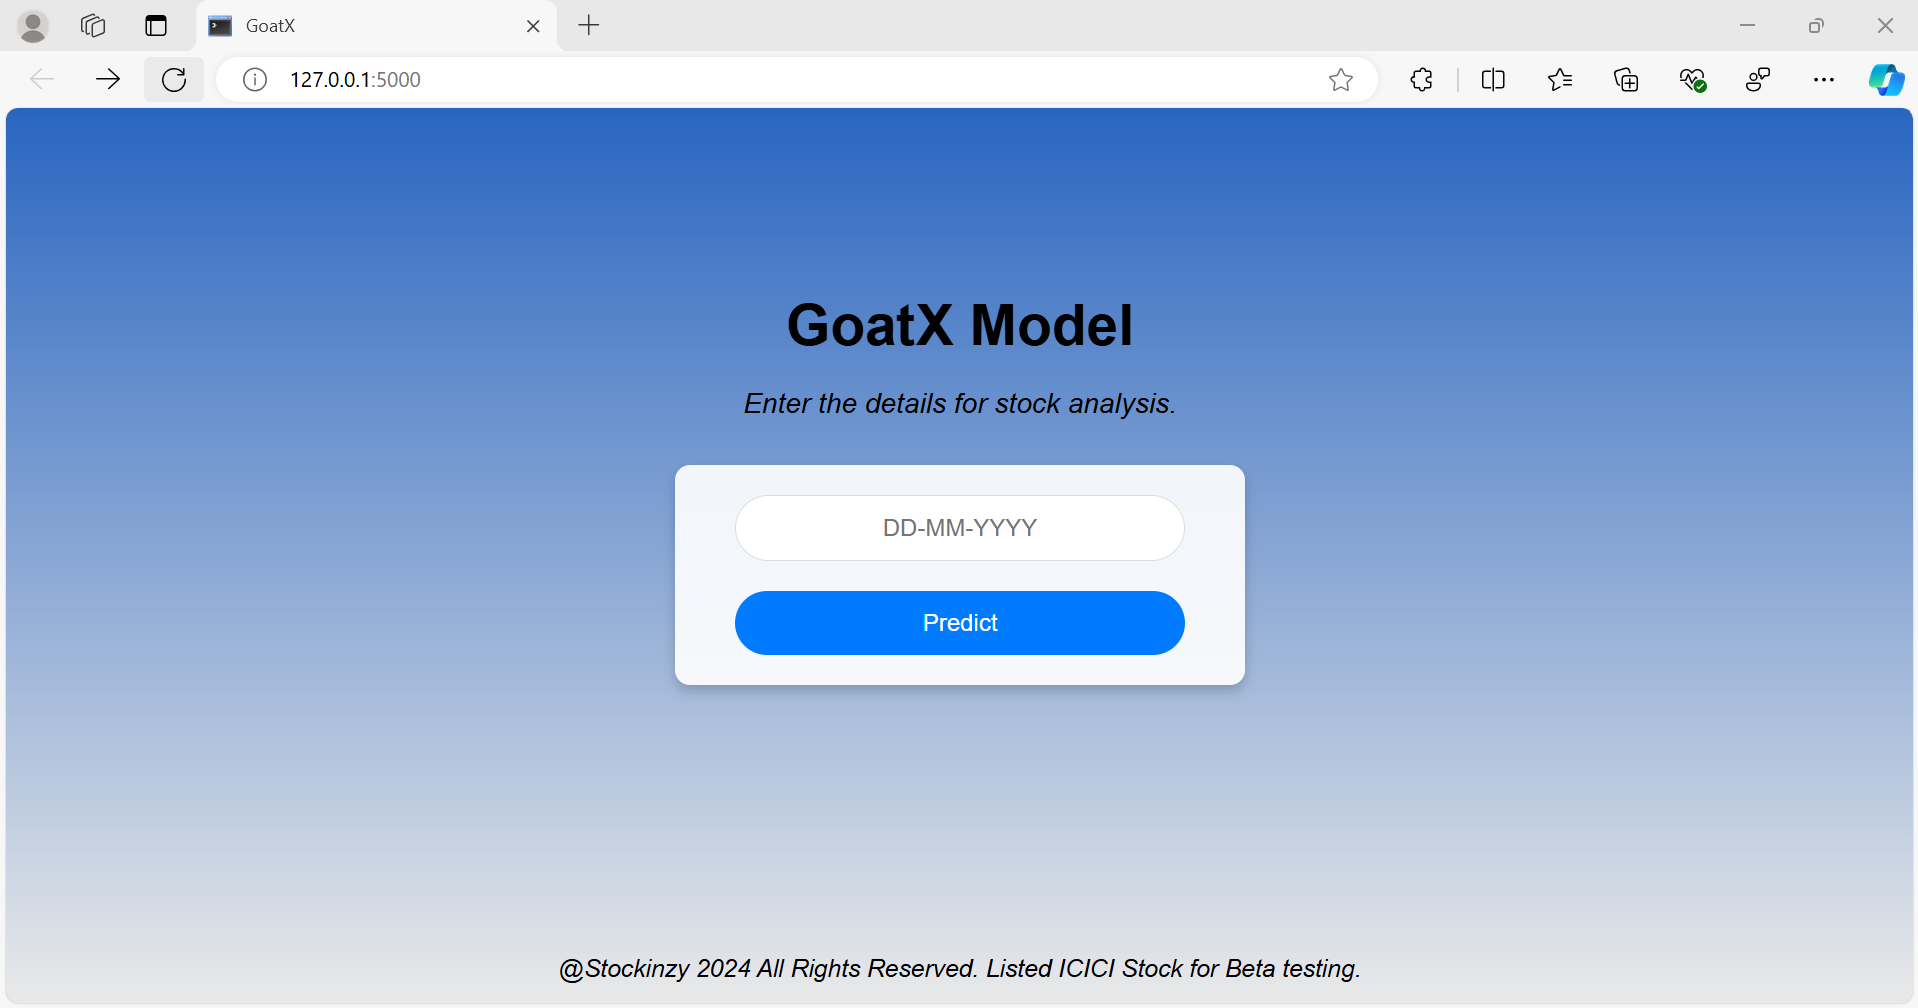 GoatX
127.0.0.1:5000
GoatX Model
Enter the details for stock analysis.
DD-MM-YYYY
Predict
@Stockinzy 2024 All Rights Reserved. Listed ICICI Stock for Beta testing.